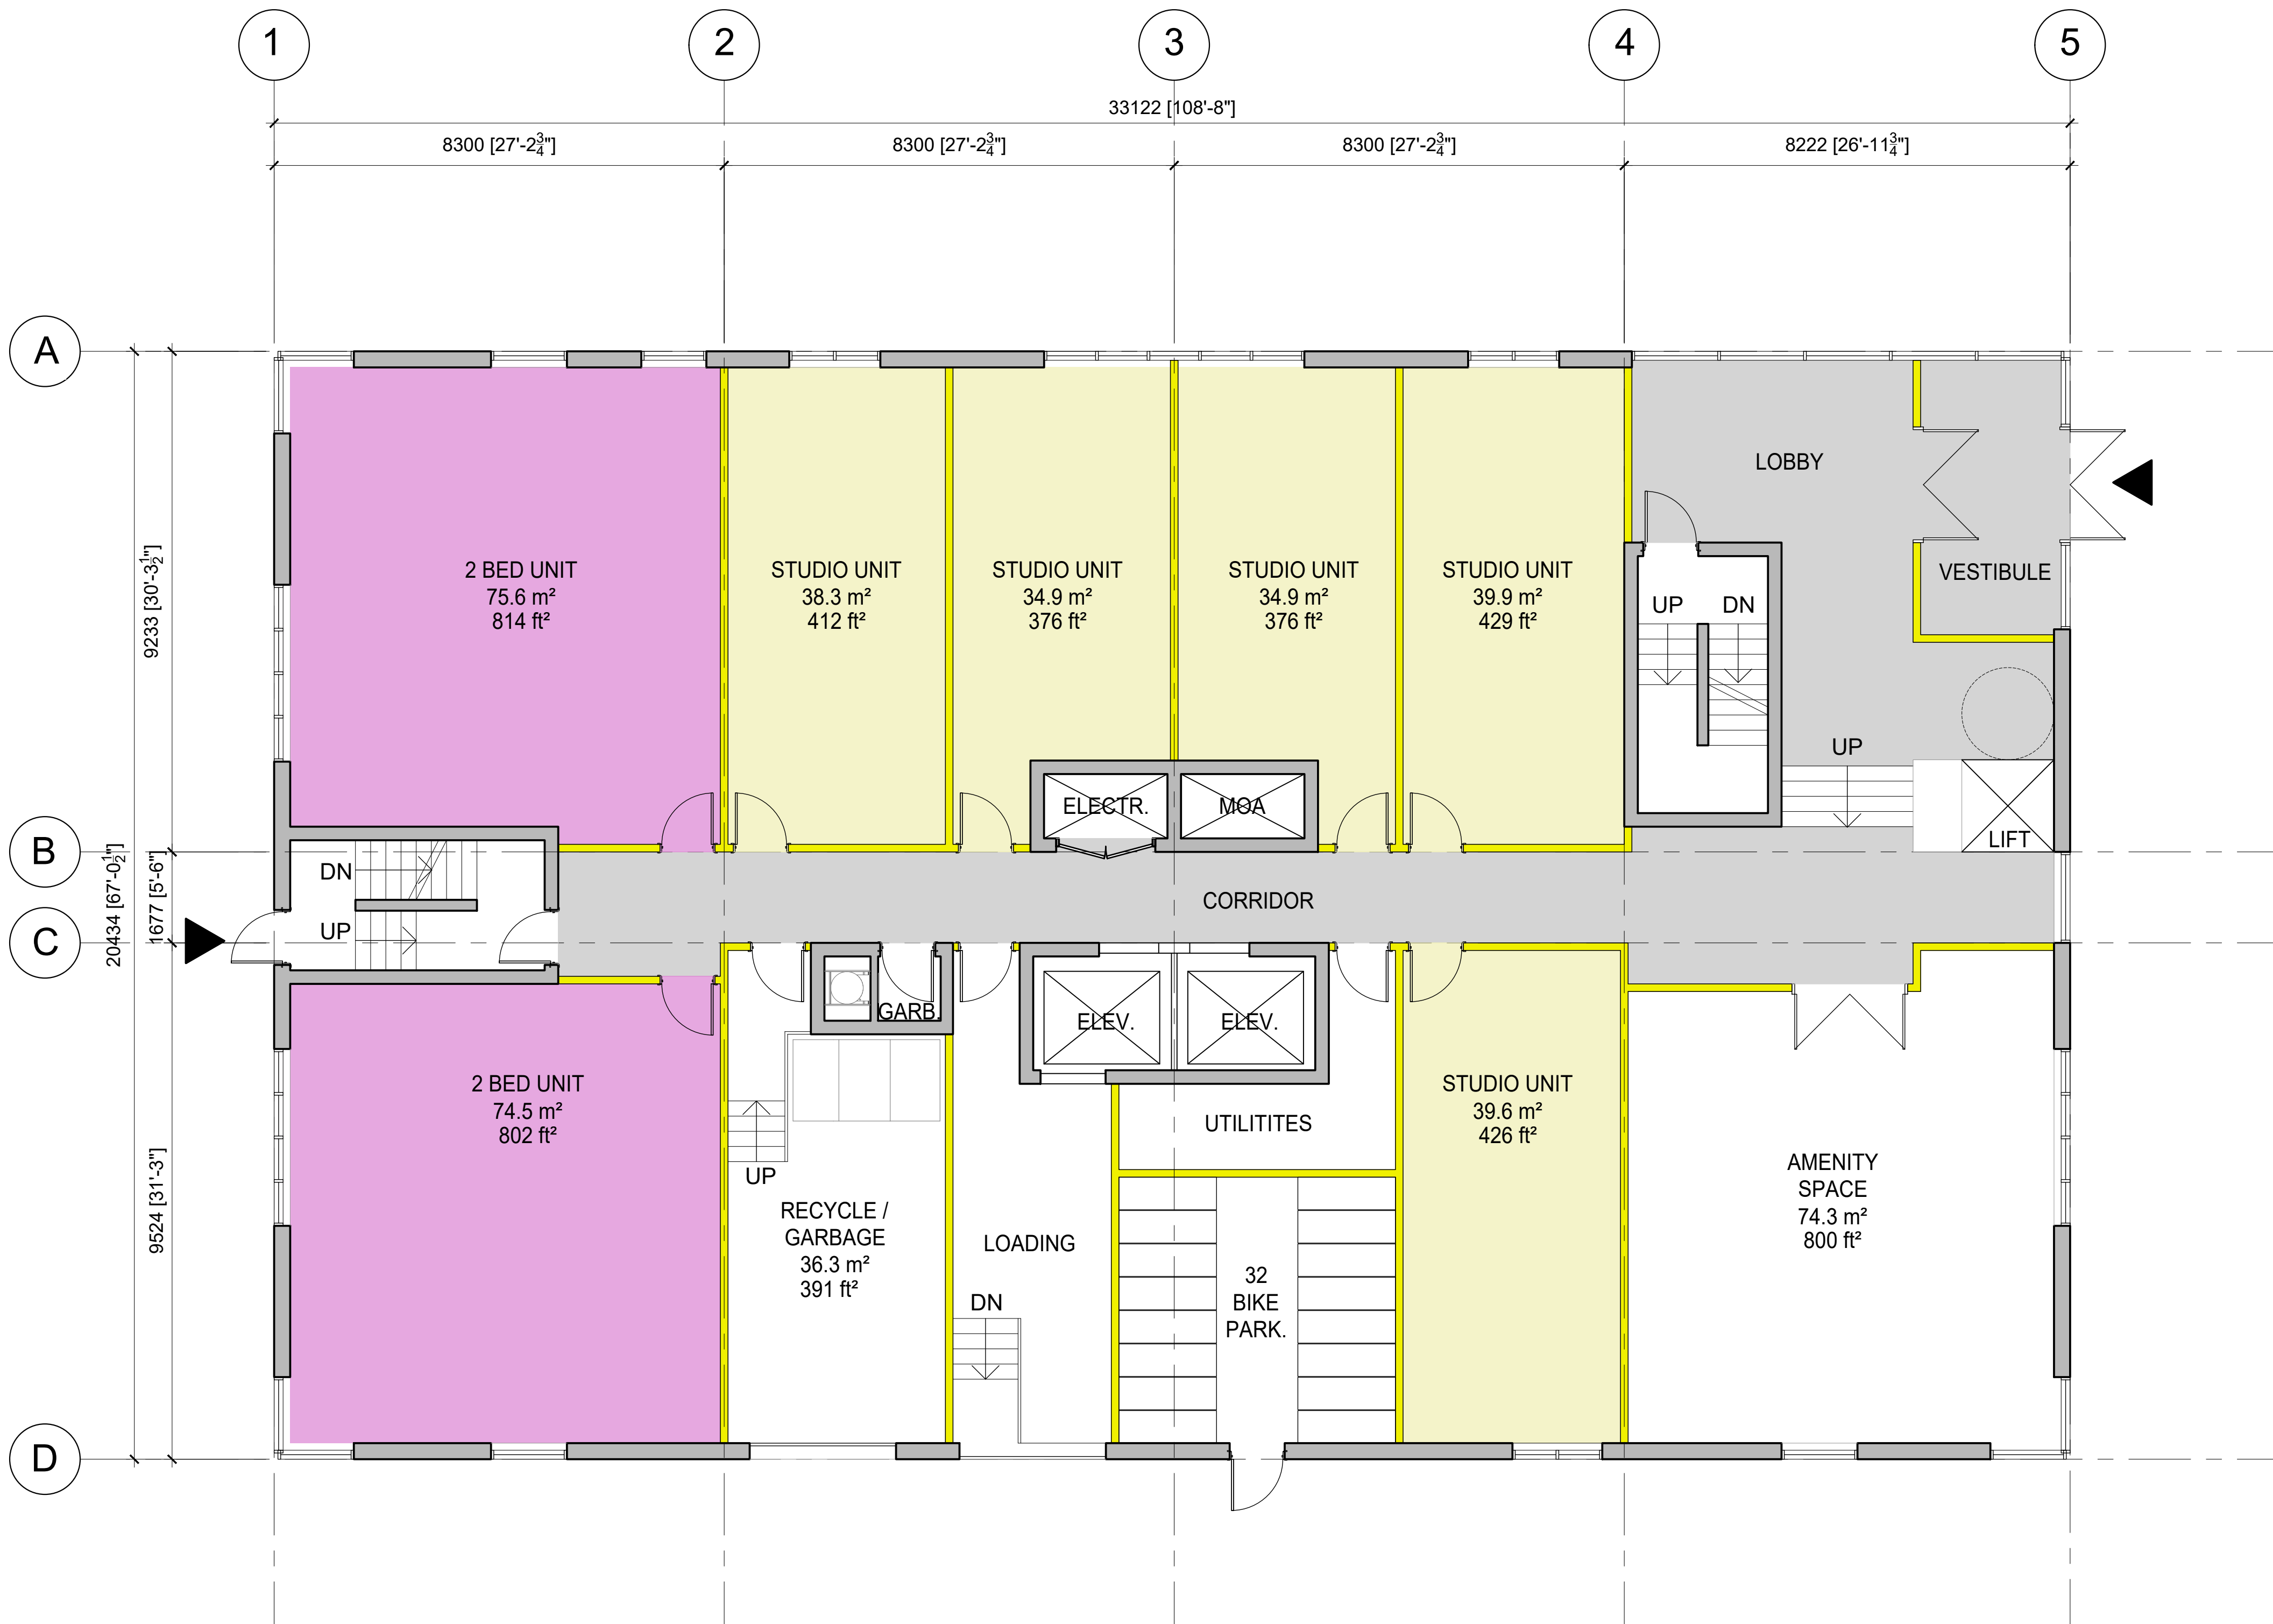 1 2 3 4 5
33122 [108'-8"]
8300 [27'-2¾"] 8300 [27'-2¾"] 8300 [27'-2¾"] 8222 [26'-11¾"]
A
B
C
D
20434 [67'-0½"]
9233 [30'-3½"]
1677 [5'-6"]
9524 [31'-3"]
2 BED UNIT
75.6 m²
814 ft²
STUDIO UNIT
38.3 m²
412 ft²
STUDIO UNIT
34.9 m²
376 ft²
STUDIO UNIT
34.9 m²
376 ft²
STUDIO UNIT
39.9 m²
429 ft²
LOBBY
VESTIBULE
UP DN
UP
LIFT
ELECTR.
MOA
DN
UP
CORRIDOR
GARB.
ELEV.
ELEV.
2 BED UNIT
74.5 m²
802 ft²
UP
RECYCLE /
GARBAGE
36.3 m²
391 ft²
LOADING
DN
UTILITITES
32
BIKE
PARK.
STUDIO UNIT
39.6 m²
426 ft²
AMENITY
SPACE
74.3 m²
800 ft²